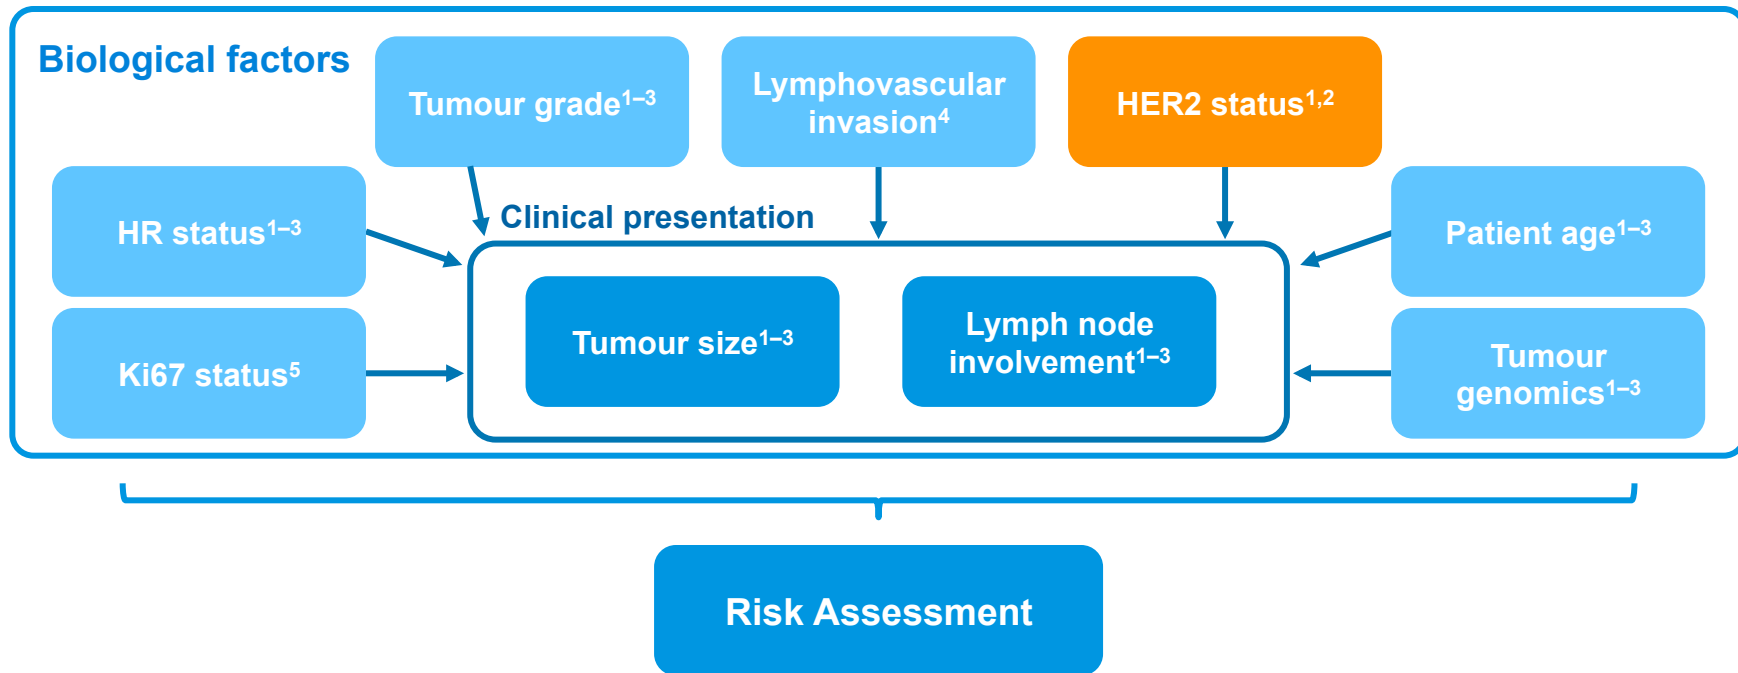 Biological factors
Tumour grade¹⁻³
Lymphovascular
invasion⁴
HER2 status¹,²
HR status¹⁻³
Clinical presentation
Patient age¹⁻³
Ki67 status⁵
Tumour size¹⁻³
Lymph node
involvement¹⁻³
Tumour
genomics¹⁻³
Risk Assessment